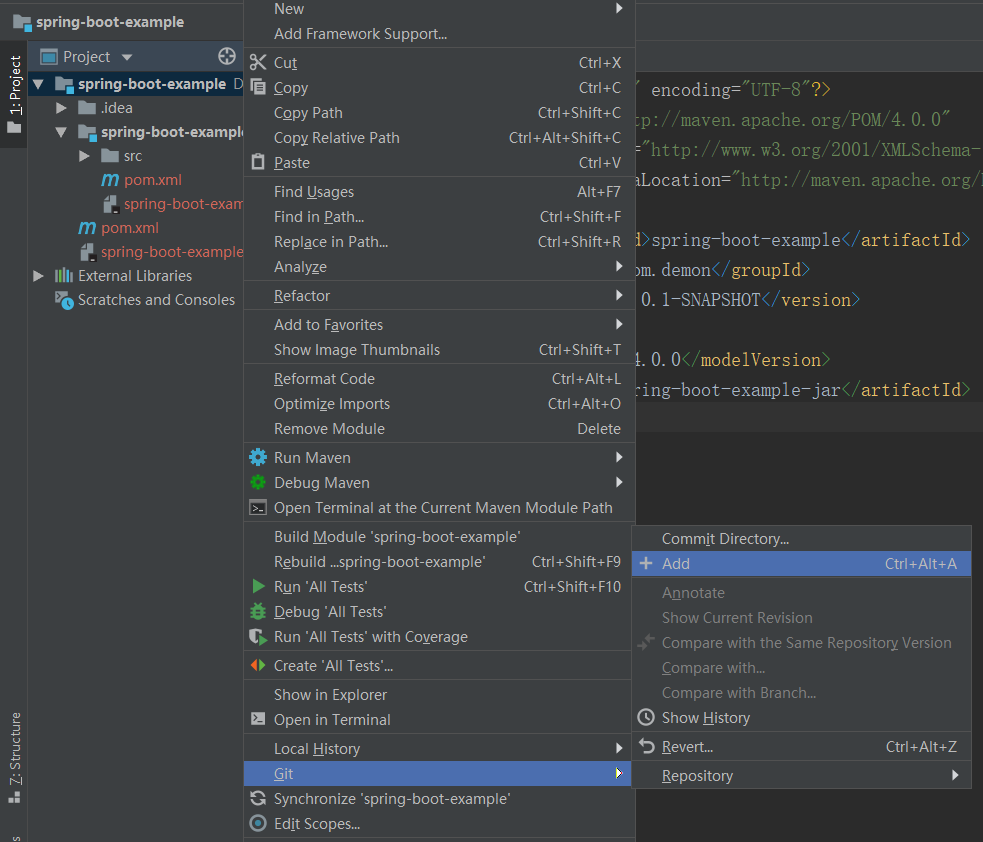 spring-boot-example
1: Project
Project
spring-boot-example D
.idea
spring-boot-exampl
src
pom.xml
spring-boot-exam
pom.xml
spring-boot-example
External Libraries
Scratches and Consoles
7: Structure
New
Add Framework Support...
Cut Ctrl+X
Copy Ctrl+C
Copy Path Ctrl+Shift+C
Copy Relative Path Ctrl+Alt+Shift+C
Paste Ctrl+V
Find Usages Alt+F7
Find in Path... Ctrl+Shift+F
Replace in Path... Ctrl+Shift+R
Analyze
Refactor
Add to Favorites
Show Image Thumbnails Ctrl+Shift+T
Reformat Code Ctrl+Alt+L
Optimize Imports Ctrl+Alt+O
Remove Module Delete
Run Maven
Debug Maven
Open Terminal at the Current Maven Module Path
Build Module 'spring-boot-example'
Rebuild ...spring-boot-example' Ctrl+Shift+F9
Run 'All Tests' Ctrl+Shift+F10
Debug 'All Tests'
Run 'All Tests' with Coverage
Create 'All Tests'...
Show in Explorer
Open in Terminal
Local History
Git
Synchronize 'spring-boot-example'
Edit Scopes...
Commit Directory...
Add Ctrl+Alt+A
Annotate
Show Current Revision
Compare with the Same Repository Version
Compare with...
Compare with Branch...
Show History
Revert... Ctrl+Alt+Z
Repository
" encoding="UTF-8"?>
tp://maven.apache.org/POM/4.0.0"
="http://www.w3.org/2001/XMLSchema-
aLocation="http://maven.apache.org/
d>spring-boot-example</artifactId>
om.demon</groupId>
0.1-SNAPSHOT</version>
4.0.0</modelVersion>
ring-boot-example-jar</artifactId>